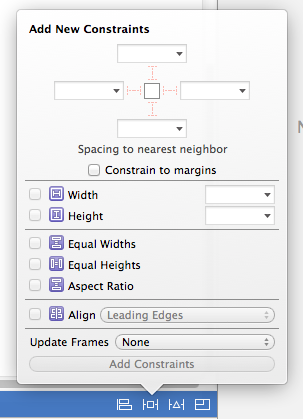 Add New Constraints
Spacing to nearest neighbor
Constrain to margins
Width
Height
Equal Widths
Equal Heights
Aspect Ratio
Align Leading Edges
Update Frames None
Add Constraints